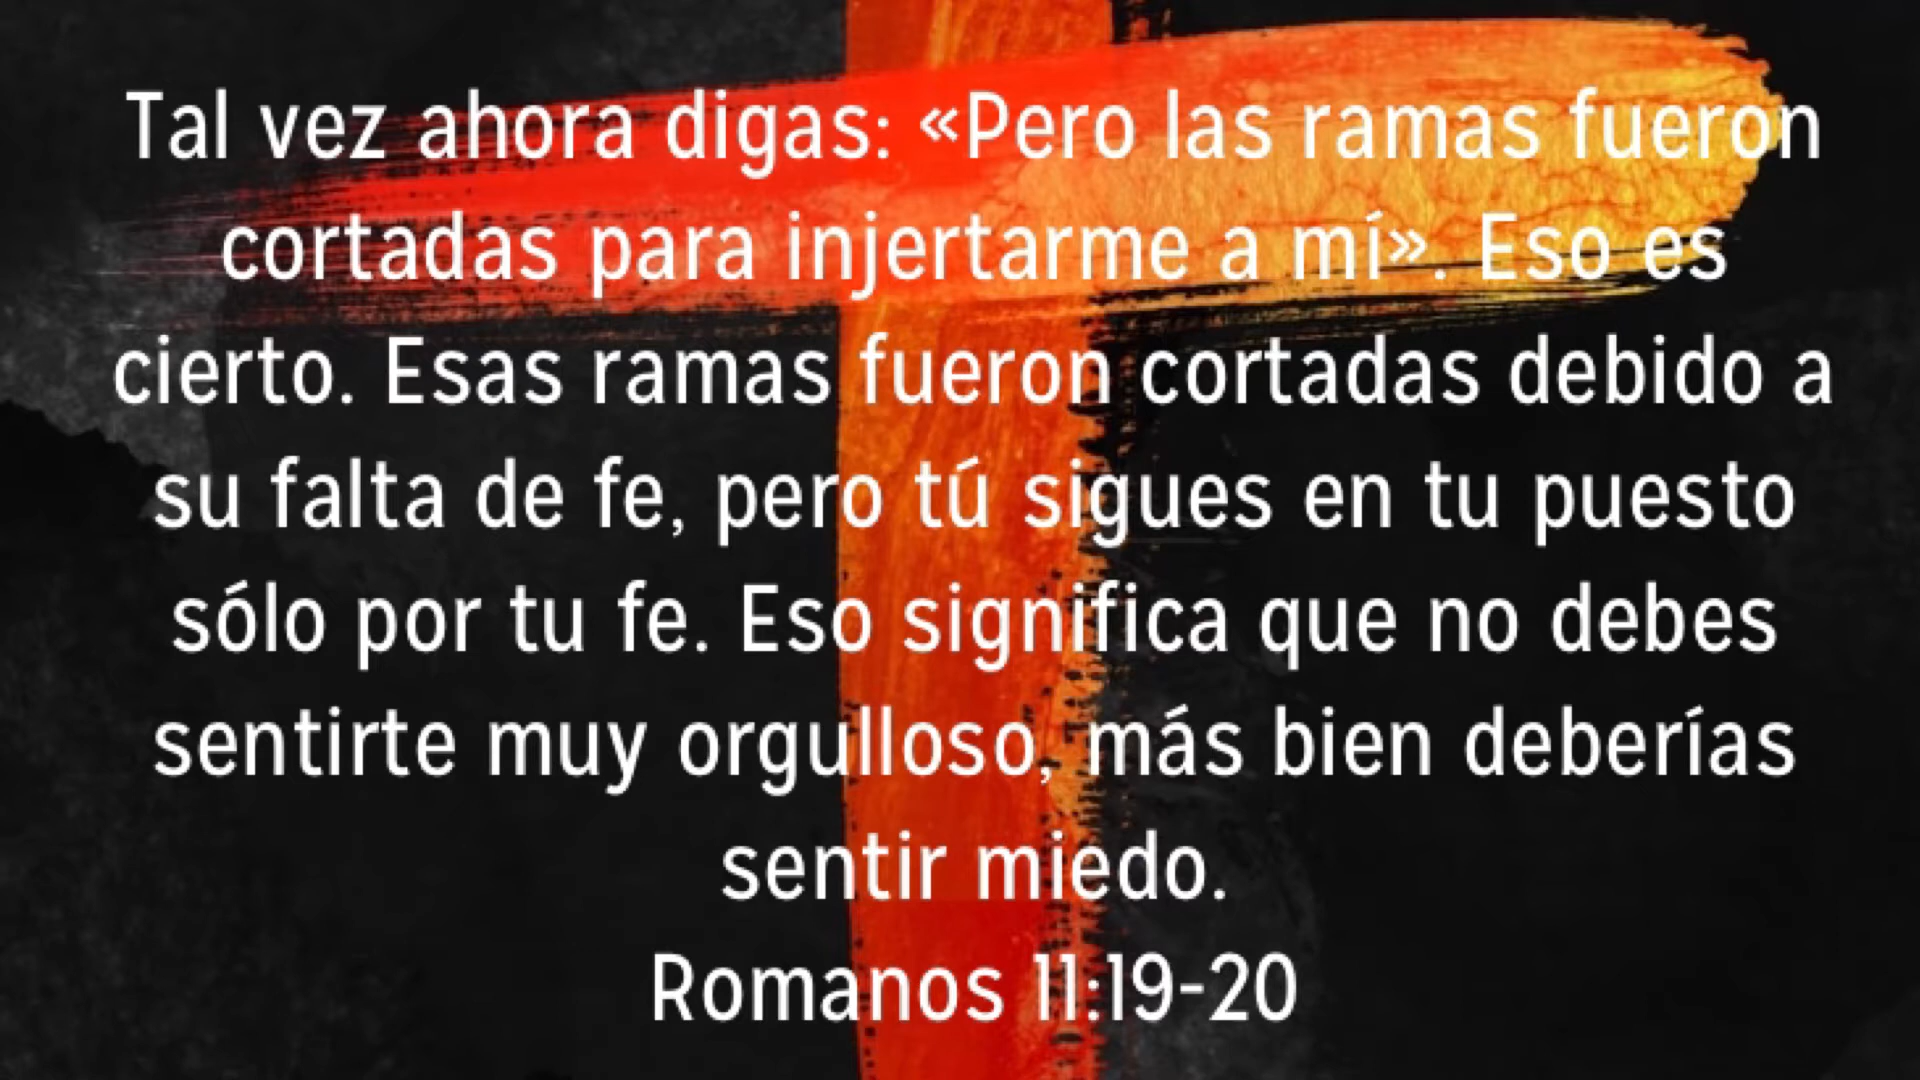 Tal vez ahora digas: «Pero las ramas fueron
cortadas para injertarme a mí». Eso es
cierto. Esas ramas fueron cortadas debido a
su falta de fe, pero tú sigues en tu puesto
sólo por tu fe. Eso significa que no debes
sentirte muy orgulloso, más bien deberías
sentir miedo.
Romanos 11:19-20